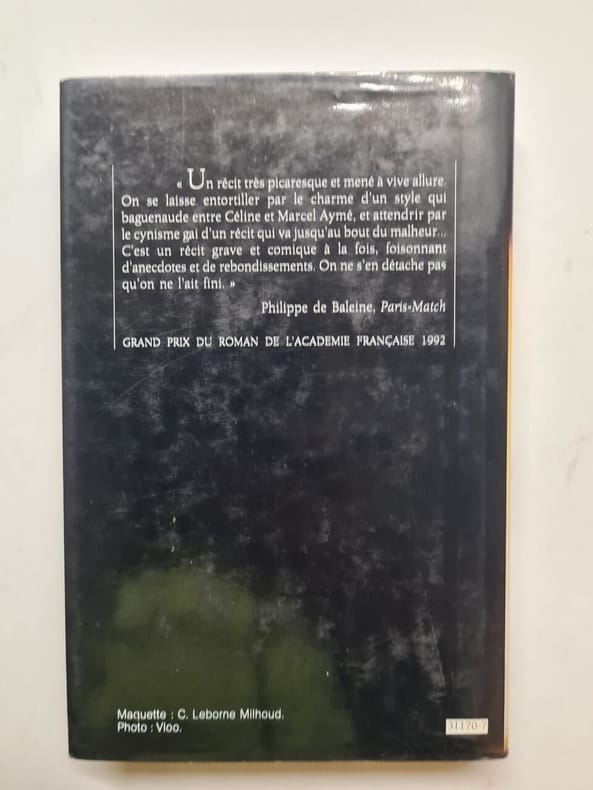 « Un récit très picaresque et mené à vive allure.
On se laisse entortiller par le charme d'un style qui
baguenaude entre Céline et Marcel Aymé, et attendrir par
le cynisme gai d'un récit qui va jusqu'au bout du malheur...
C'est un récit grave et comique à la fois, foisonnant
d'anecdotes et de rebondissements. On ne s'en détache pas
qu'on ne l'ait fini. »
Philippe de Baleine, Paris-Match
GRAND PRIX DU ROMAN DE L'ACADEMIE FRANÇAISE 1992
Maquette : C. Leborne Milhoud.
Photo : Vloo.
31170-7